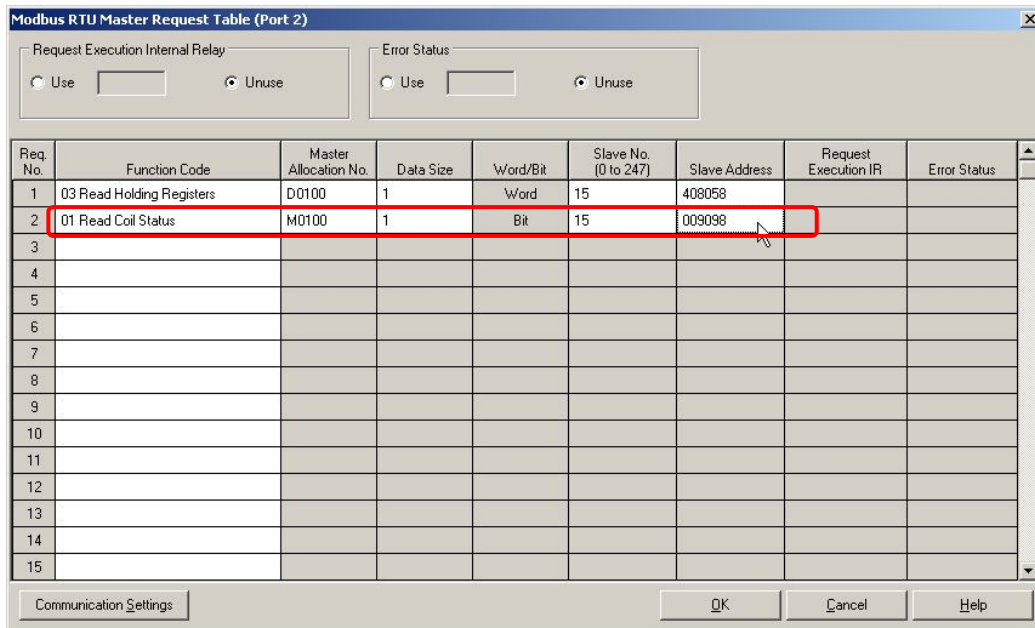 Modbus RTU Master Request Table (Port 2)
Request Execution Internal Relay
Use Unuse
Error Status
Use Unuse
Req. No. Function Code Master Allocation No. Data Size Word/Bit Slave No. (0 to 247) Slave Address Request Execution IR Error Status
1 03 Read Holding Registers D0100 1 Word 15 408058
2 01 Read Coil Status M0100 1 Bit 15 009098
3
4
5
6
7
8
9
10
11
12
13
14
15
Communication Settings OK Cancel Help